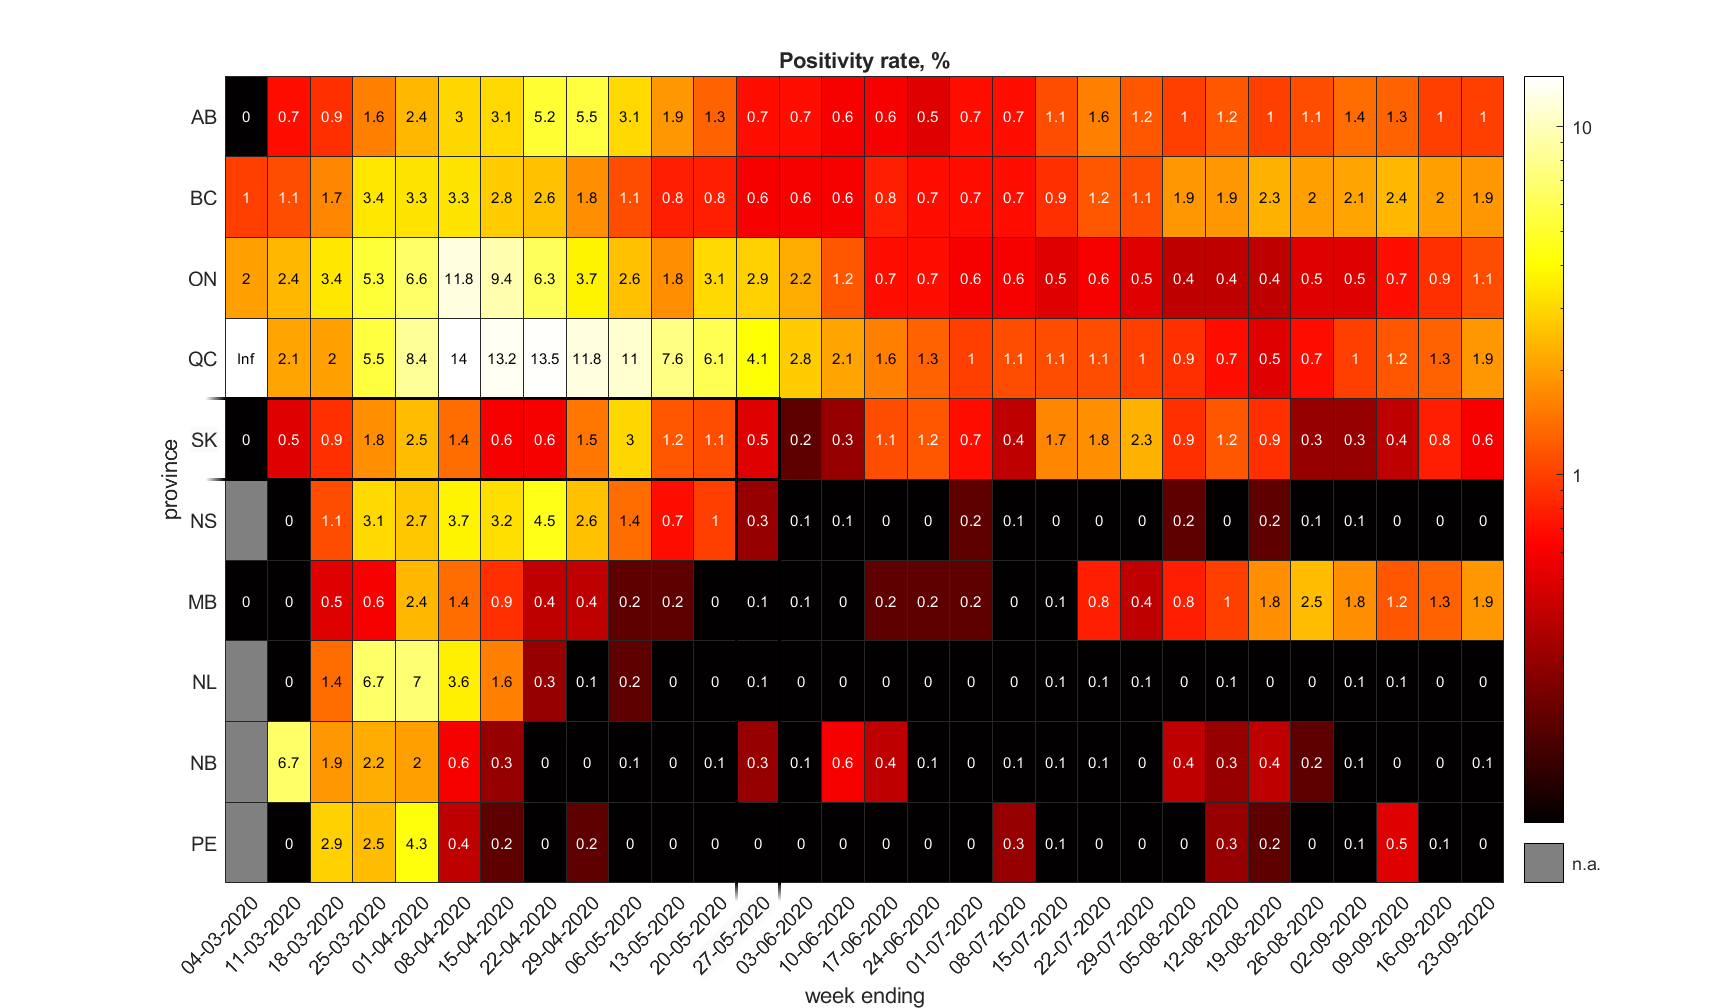 Positivity rate, %
AB 0 0.7 0.9 1.6 2.4 3 3.1 5.2 5.5 3.1 1.9 1.3 0.7 0.7 0.6 0.6 0.5 0.7 0.7 1.1 1.6 1.2 1 1.2 1 1.1 1.4 1.3 1 1
10
BC 1 1.1 1.7 3.4 3.3 3.3 2.8 2.6 1.8 1.1 0.8 0.8 0.6 0.6 0.6 0.8 0.7 0.7 0.7 0.9 1.2 1.1 1.9 1.9 2.3 2 2.1 2.4 2 1.9
ON 2 2.4 3.4 5.3 6.6 11.8 9.4 6.3 3.7 2.6 1.8 3.1 2.9 2.2 1.2 0.7 0.7 0.6 0.6 0.5 0.6 0.5 0.4 0.4 0.4 0.5 0.5 0.7 0.9 1.1
QC Inf 2.1 2 5.5 8.4 14 13.2 13.5 11.8 11 7.6 6.1 4.1 2.8 2.1 1.6 1.3 1 1.1 1.1 1.1 1 0.9 0.7 0.5 0.7 1 1.2 1.3 1.9
SK 0 0.5 0.9 1.8 2.5 1.4 0.6 0.6 1.5 3 1.2 1.1 0.5 0.2 0.3 1.1 1.2 0.7 0.4 1.7 1.8 2.3 0.9 1.2 0.9 0.3 0.3 0.4 0.8 0.6
1
province
NS 0 1.1 3.1 2.7 3.7 3.2 4.5 2.6 1.4 0.7 1 0.3 0.1 0.1 0 0 0.2 0.1 0 0 0 0.2 0 0.2 0.1 0.1 0 0 0
MB 0 0 0.5 0.6 2.4 1.4 0.9 0.4 0.4 0.2 0.2 0 0.1 0.1 0 0.2 0.2 0.2 0 0.1 0.8 0.4 0.8 1 1.8 2.5 1.8 1.2 1.3 1.9
NL 0 1.4 6.7 7 3.6 1.6 0.3 0.1 0.2 0 0 0.1 0 0 0 0 0 0 0.1 0.1 0.1 0 0.1 0 0 0.1 0.1 0 0
NB 6.7 1.9 2.2 2 0.6 0.3 0 0 0.1 0 0.1 0.3 0.1 0.6 0.4 0.1 0 0.1 0.1 0.1 0 0.4 0.3 0.4 0.2 0.1 0 0 0.1
PE 0 2.9 2.5 4.3 0.4 0.2 0 0.2 0 0 0 0 0 0 0 0 0 0.3 0.1 0 0 0 0.3 0.2 0 0.1 0.5 0.1 0
n.a.
04-03-2020 11-03-2020 18-03-2020 25-03-2020 01-04-2020 08-04-2020 15-04-2020 22-04-2020 29-04-2020 06-05-2020 13-05-2020 20-05-2020 27-05-2020 03-06-2020 10-06-2020 17-06-2020 24-06-2020 01-07-2020 08-07-2020 15-07-2020 22-07-2020 29-07-2020 05-08-2020 12-08-2020 19-08-2020 26-08-2020 02-09-2020 09-09-2020 16-09-2020 23-09-2020
week ending